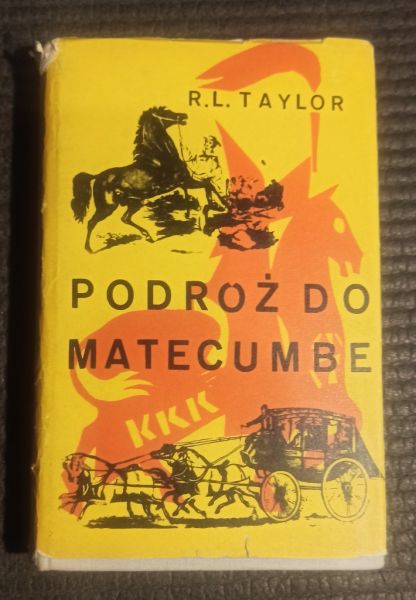 R.L. TAYLOR
PODRÓŻ DO
MATECUMBE
KKK